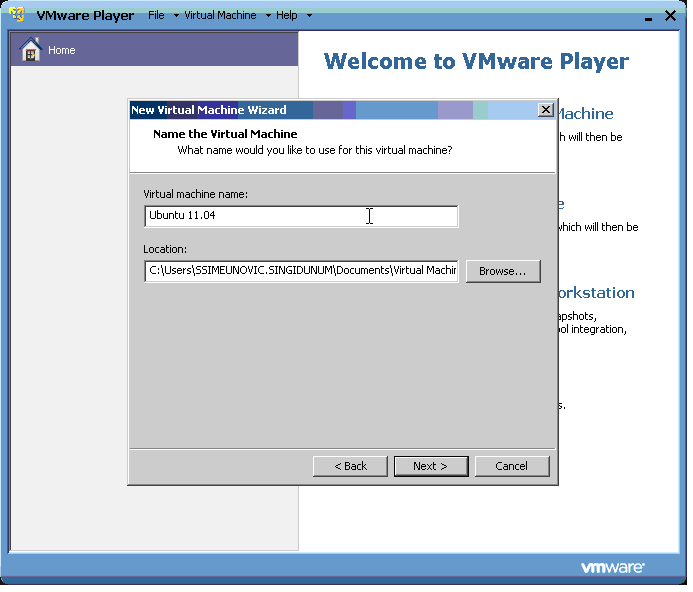 VMware Player File Virtual Machine Help
Home
Welcome to VMware Player
New Virtual Machine Wizard
Machine
Name the Virtual Machine
What name would you like to use for this virtual machine?
h will then be
Virtual machine name:
Ubuntu 11.04
e
which will then be
Location:
C:\Users\SSIMEUNOVIC.SINGIDUNUM\Documents\Virtual Machin
Browse...
orkstation
apshots,
ol integration,
s.
< Back Next > Cancel
vmware